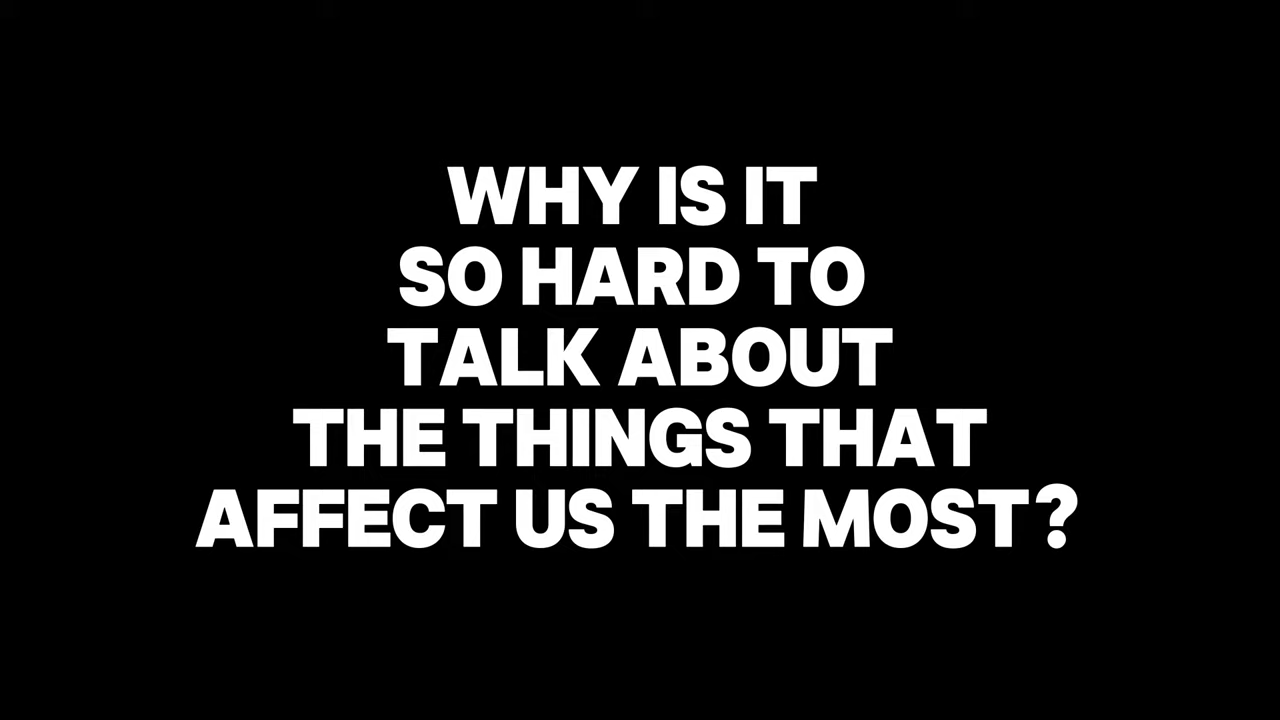 WHY IS IT
SO HARD TO
TALK ABOUT
THE THINGS THAT
AFFECT US THE MOST?